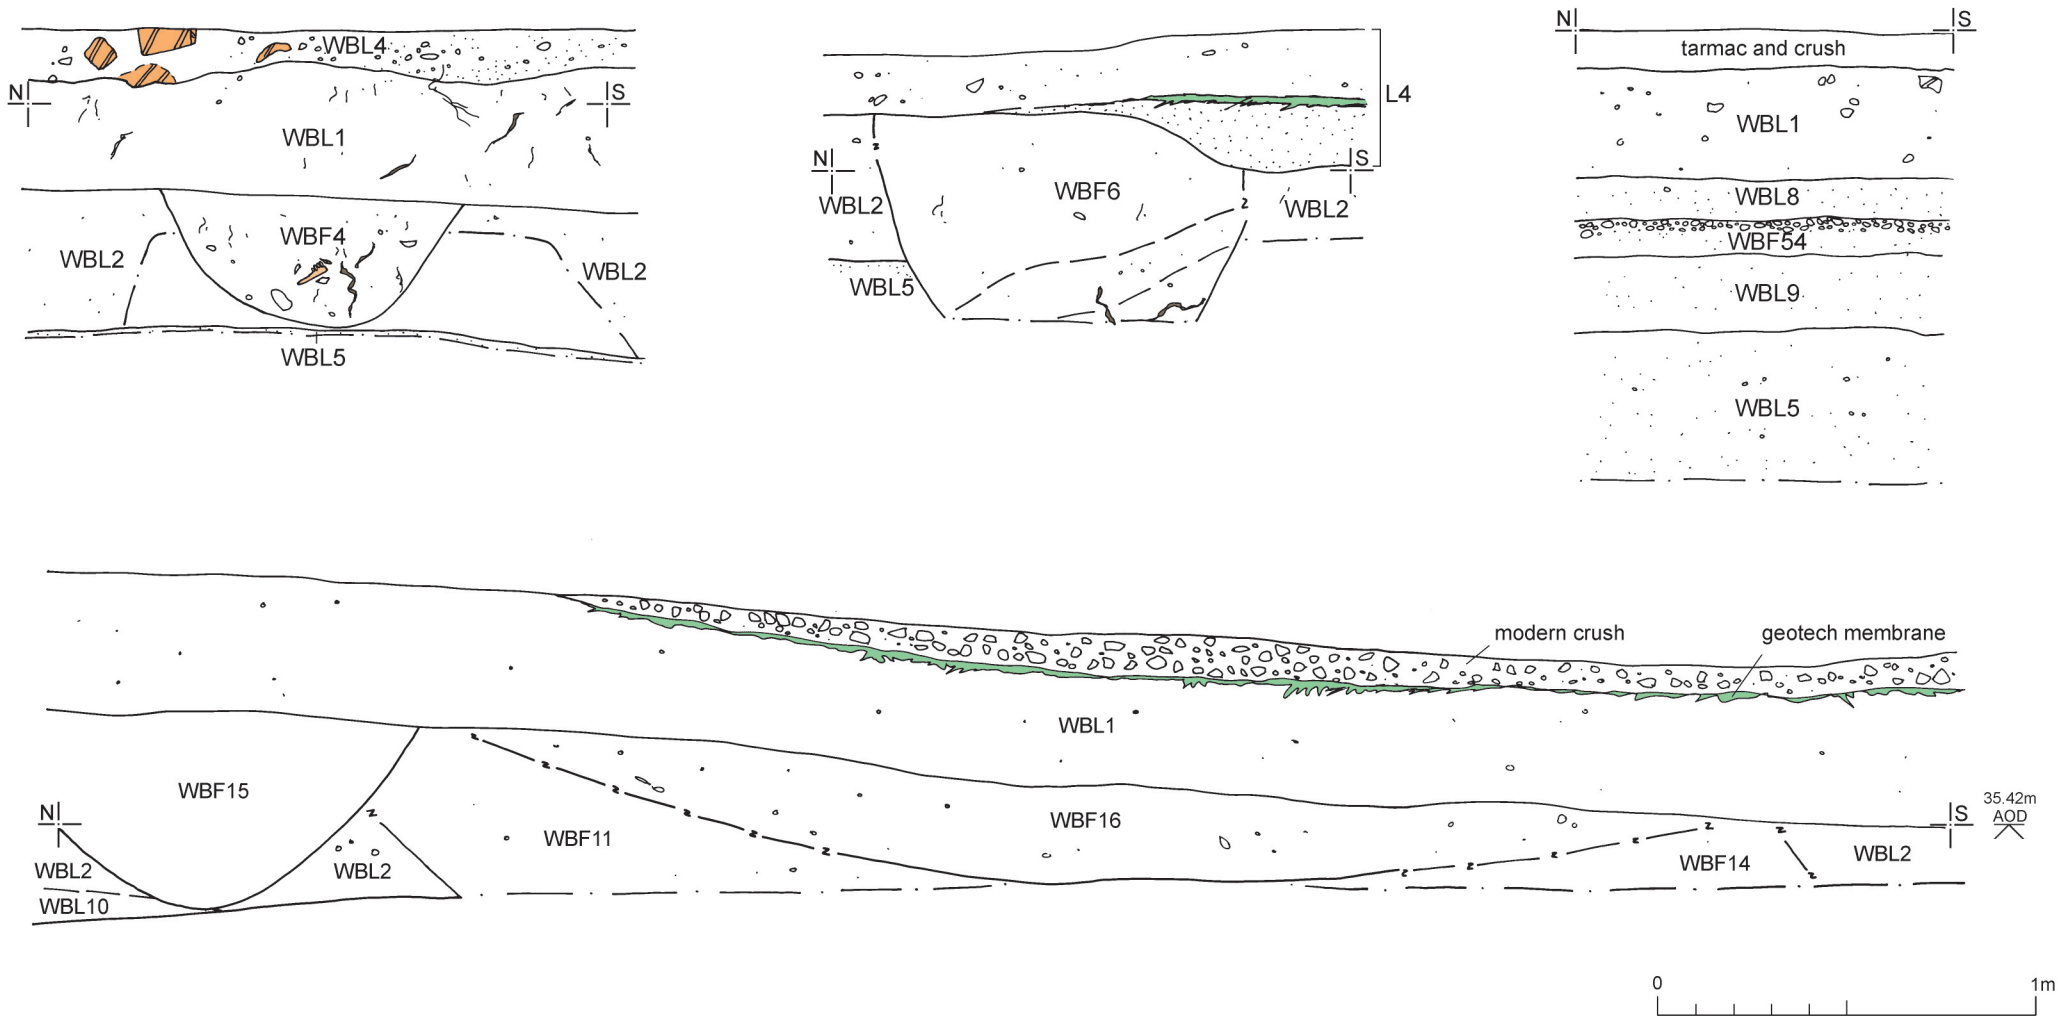 WBL4
N
S
WBL1
WBF4
WBL2
WBL2
WBL5
L4
N
S
WBF6
WBL2
WBL2
WBL5
N
S
tarmac and crush
WBL1
WBL8
WBF54
WBL9
WBL5
modern crush
geotech membrane
WBL1
WBF15
N
S
35.42m
AOD
WBF16
WBF11
WBL2
WBL2
WBF14
WBL2
WBL10
0
1m